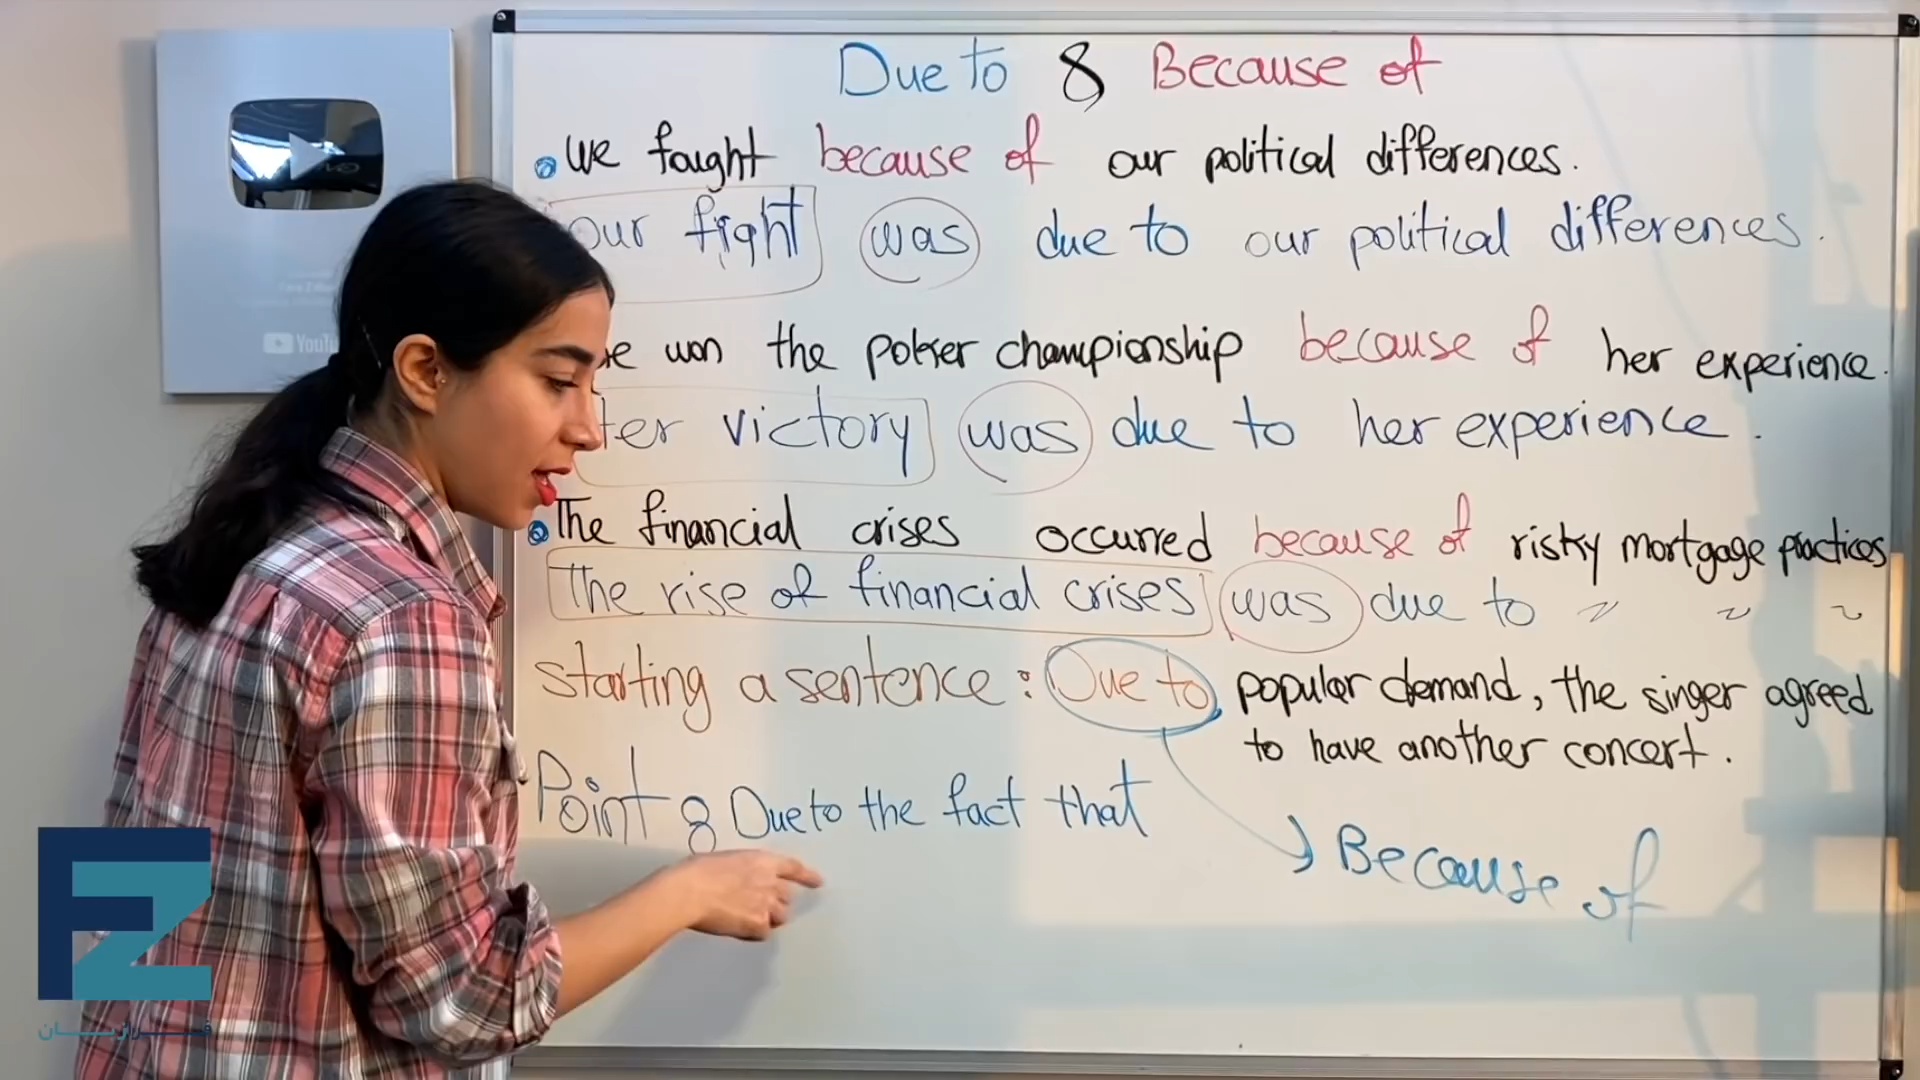 Due to & Because of
we fought because of our political differences.
our fight was due to our political differences.
won the poker championship because of her experience.
victory was due to her experience.
The financial crises occurred because of risky mortgage practices
The rise of financial crises was due to 〃 〃 〃
starting a sentence: Due to popular demand, the singer agreed
to have another concert.
Point : Due to the fact that
Because of
YouTu
FZ
فرازبان